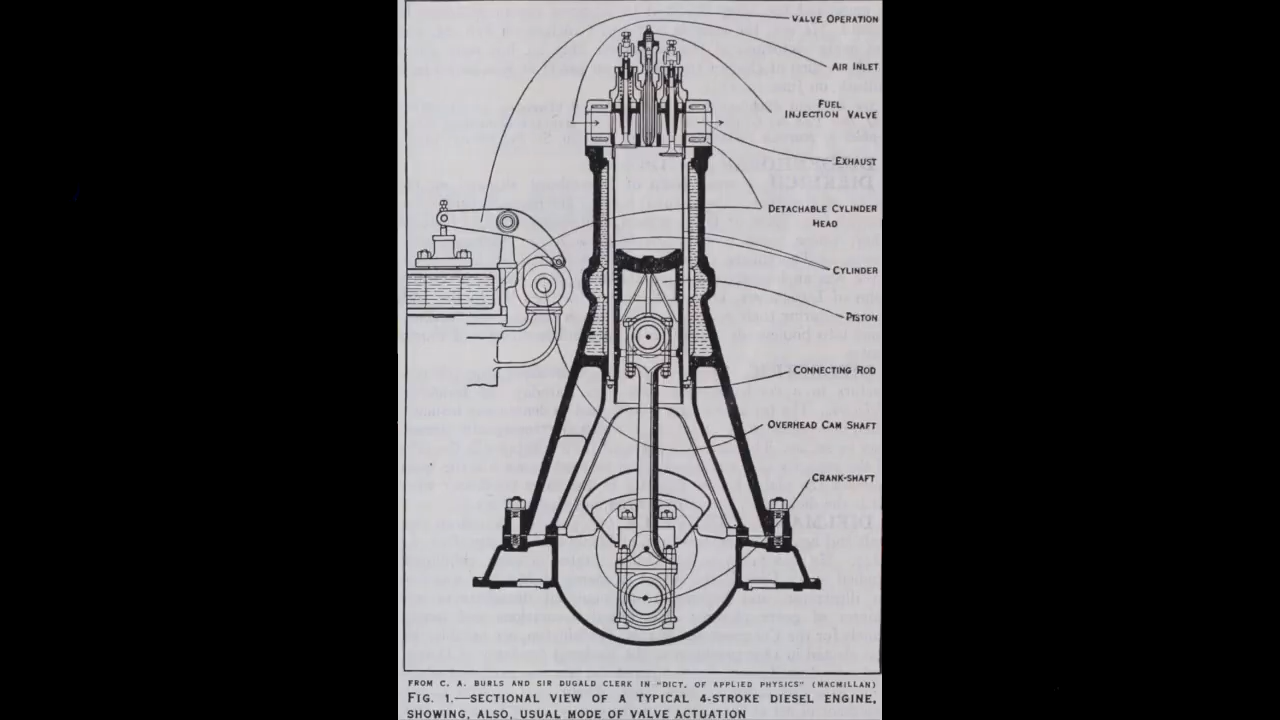 VALVE OPERATION
AIR INLET
FUEL
INJECTION VALVE
EXHAUST
DETACHABLE CYLINDER
HEAD
CYLINDER
PISTON
CONNECTING ROD
OVERHEAD CAM SHAFT
CRANK-SHAFT
FROM C. A. BURLS AND SIR DUGALD CLERK IN "DICT. OF APPLIED PHYSICS" (MACMILLAN)
FIG. 1.—SECTIONAL VIEW OF A TYPICAL 4-STROKE DIESEL ENGINE,
SHOWING, ALSO, USUAL MODE OF VALVE ACTUATION